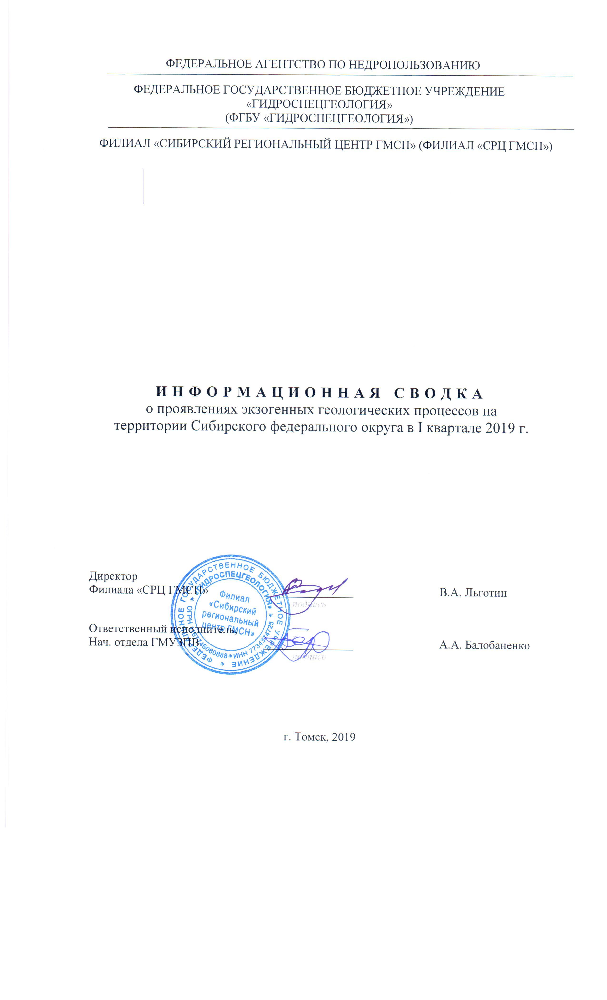 ФЕДЕРАЛЬНОЕ АГЕНТСТВО ПО НЕДРОПОЛЬЗОВАНИЮ
ФЕДЕРАЛЬНОЕ ГОСУДАРСТВЕННОЕ БЮДЖЕТНОЕ УЧРЕЖДЕНИЕ
«ГИДРОСПЕЦГЕОЛОГИЯ»
(ФГБУ «ГИДРОСПЕЦГЕОЛОГИЯ»)
ФИЛИАЛ «СИБИРСКИЙ РЕГИОНАЛЬНЫЙ ЦЕНТР ГМСН» (ФИЛИАЛ «СРЦ ГМСН»)
ИНФОРМАЦИОННАЯ СВОДКА
о проявлениях экзогенных геологических процессов на
территории Сибирского федерального округа в I квартале 2019 г.
Директор
Филиала «СРЦ ГМСН»
подпись
В.А. Льготин
Ответственный исполнитель,
Нач. отдела ГМУЗПВ
подпись
А.А. Балобаненко
ФЕДЕРАЛЬНОЕ ГОСУДАРСТВЕННОЕ БЮДЖЕТНОЕ УЧРЕЖДЕНИЕ *
* «ГИДРОСПЕЦГЕОЛОГИЯ» *
ОГРН 1167746060888*ИНН 7734374725
Филиал
«Сибирский
региональный
центр ГМСН»
г. Томск, 2019